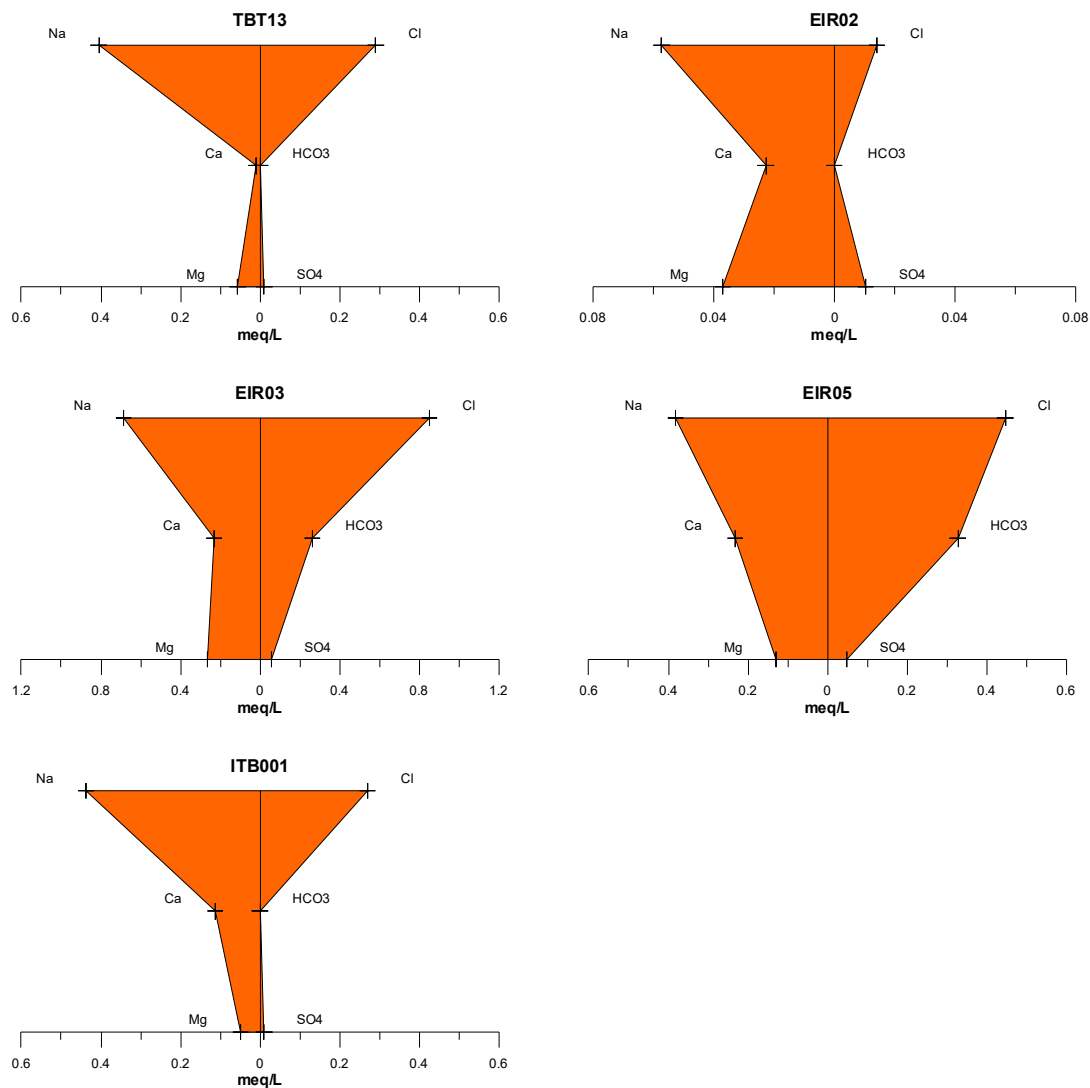 TBT13
Na Cl
Ca HCO3
Mg SO4
0.6 0.4 0.2 0 0.2 0.4 0.6
meq/L
EIR02
Na Cl
Ca HCO3
Mg SO4
0.08 0.04 0 0.04 0.08
meq/L
EIR03
Na Cl
Ca HCO3
Mg SO4
1.2 0.8 0.4 0 0.4 0.8 1.2
meq/L
EIR05
Na Cl
Ca HCO3
Mg SO4
0.6 0.4 0.2 0 0.2 0.4 0.6
meq/L
ITB001
Na Cl
Ca HCO3
Mg SO4
0.6 0.4 0.2 0 0.2 0.4 0.6
meq/L